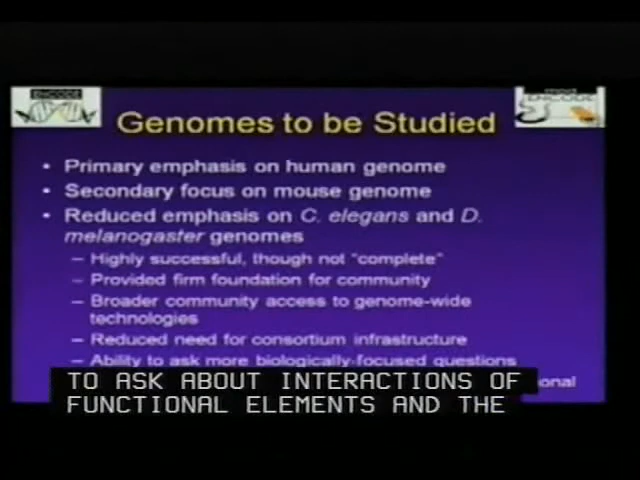 ENCODE
ENCODE
Genomes to be Studied
• Primary emphasis on human genome
• Secondary focus on mouse genome
• Reduced emphasis on C. elegans and D.
melanogaster genomes
– Highly successful, though not "complete"
– Provided firm foundation for community
– Broader community access to genome-wide
technologies
– Reduced need for consortium infrastructure
– Ability to ask more biologically-focused questions
onal
TO ASK ABOUT INTERACTIONS OF
FUNCTIONAL ELEMENTS AND THE